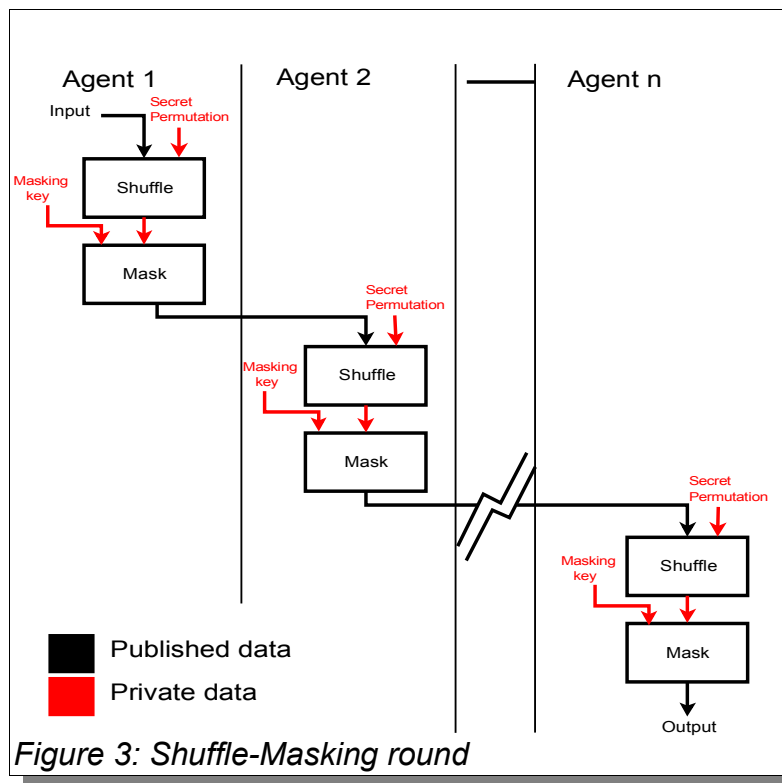 Agent 1
Agent 2
Agent n
Input
Secret
Permutation
Shuffle
Masking
key
Mask
Secret
Permutation
Shuffle
Masking
key
Mask
Secret
Permutation
Shuffle
Masking
key
Mask
Output
Published data
Private data
Figure 3: Shuffle-Masking round